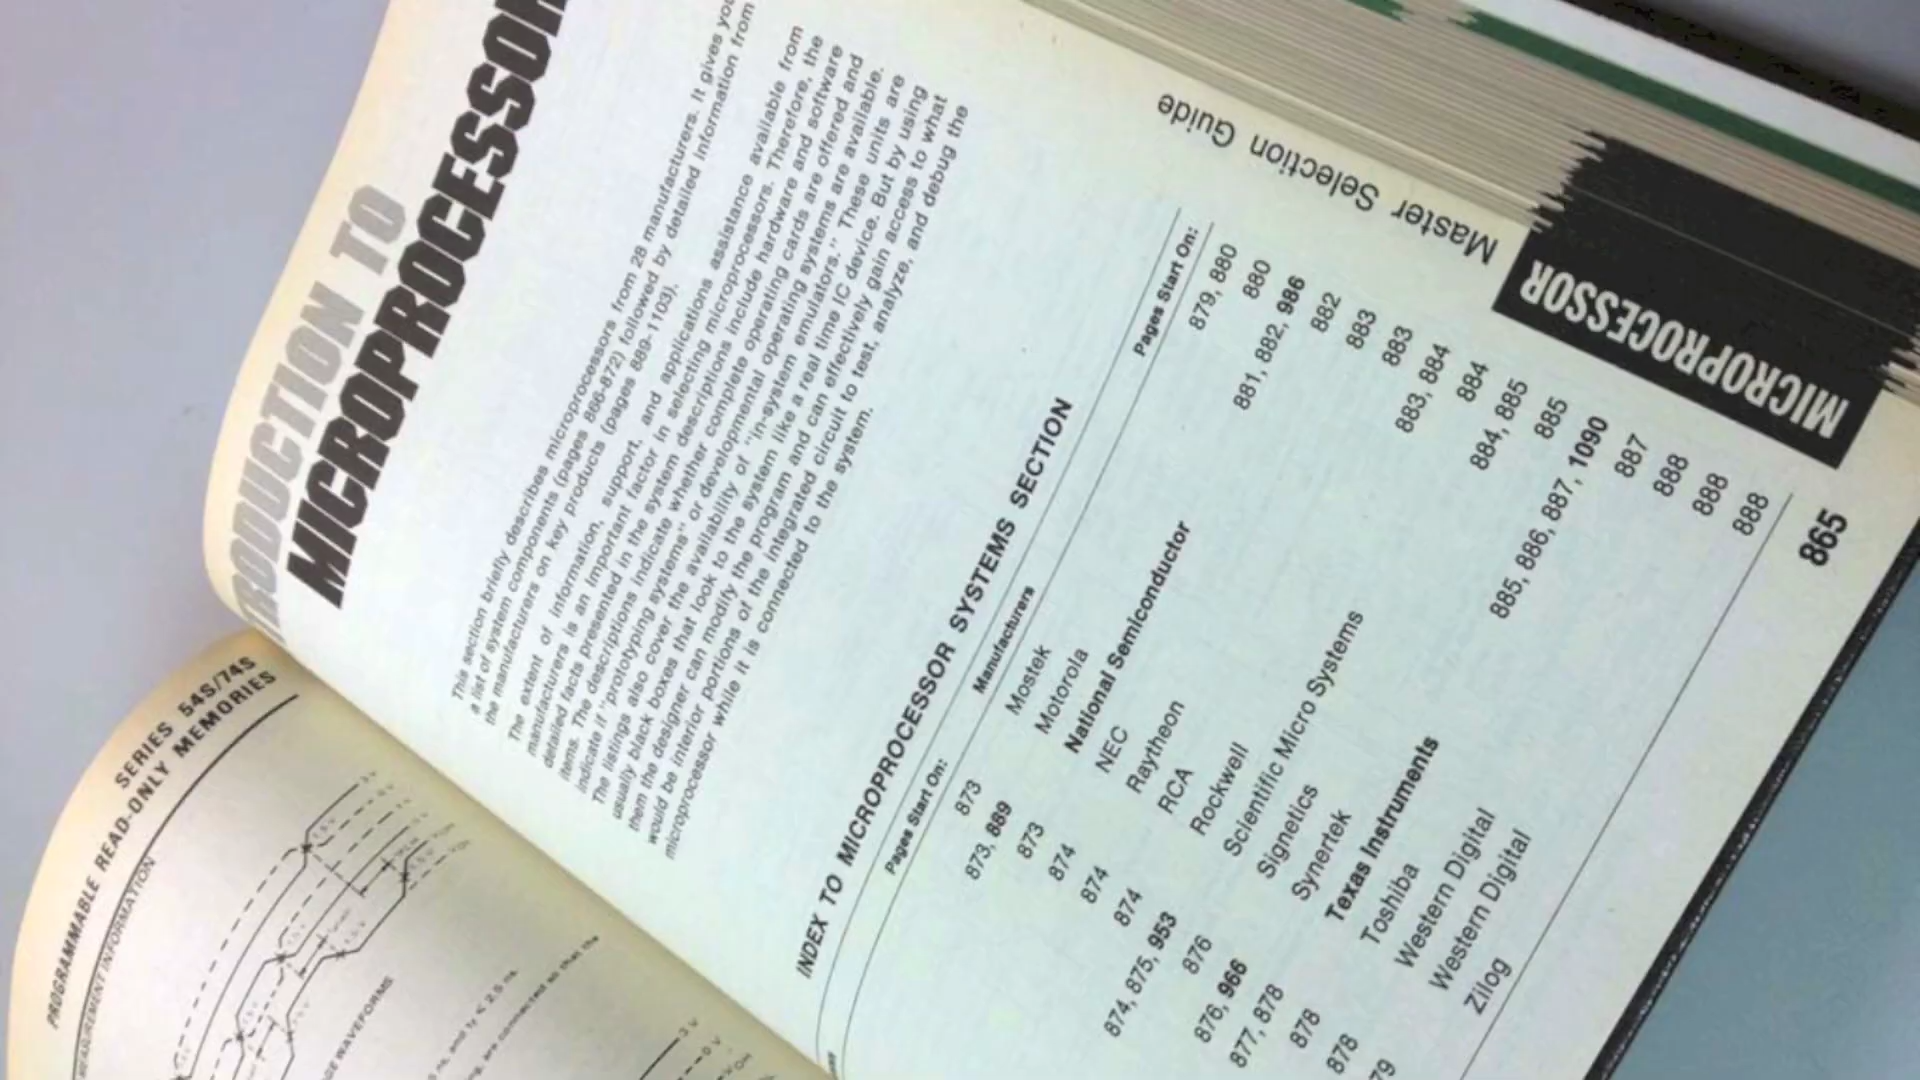 SERIES 54S/74S
PROGRAMMABLE READ-ONLY MEMORIES
MEASUREMENT INFORMATION
WAVEFORMS
3 V
0 V
VOH
TO
MICROPROCESSOR
This section briefly describes microprocessors from 28 manufacturers. It gives you
a list of system components (pages 866-872) followed by detailed information from
the manufacturers on key products (pages 889-1103).
The extent of information, support, and applications assistance available from
manufacturers is an important factor in selecting microprocessors. Therefore, the
detailed facts presented in the system descriptions include hardware and software
items. The descriptions indicate whether complete operating cards are offered and
indicate if "prototyping systems" or developmental operating systems are available.
The listings also cover the availability of "in-system emulators." These units are
usually black boxes that look to the system like a real time IC device. But by using
them the designer can modify the program and can effectively gain access to what
would be interior portions of the integrated circuit to test, analyze, and debug the
microprocessor while it is connected to the system.
INDEX TO MICROPROCESSOR SYSTEMS SECTION
Pages Start On: Manufacturers Pages Start On:
873 Mostek 879, 880
873, 889 Motorola 880
873 National Semiconductor 881, 882, 986
874 NEC 882
874 Raytheon 883
874 RCA 883
874, 875, 953 Rockwell 883, 884
876 Scientific Micro Systems 884
876, 966 Signetics 884, 885
877, 878 Synertek 885
878 Texas Instruments 885, 886, 887, 1090
878 Toshiba 887
Western Digital 888
Western Digital 888
Zilog 888
865
Master Selection Guide
MICROPROCESSOR